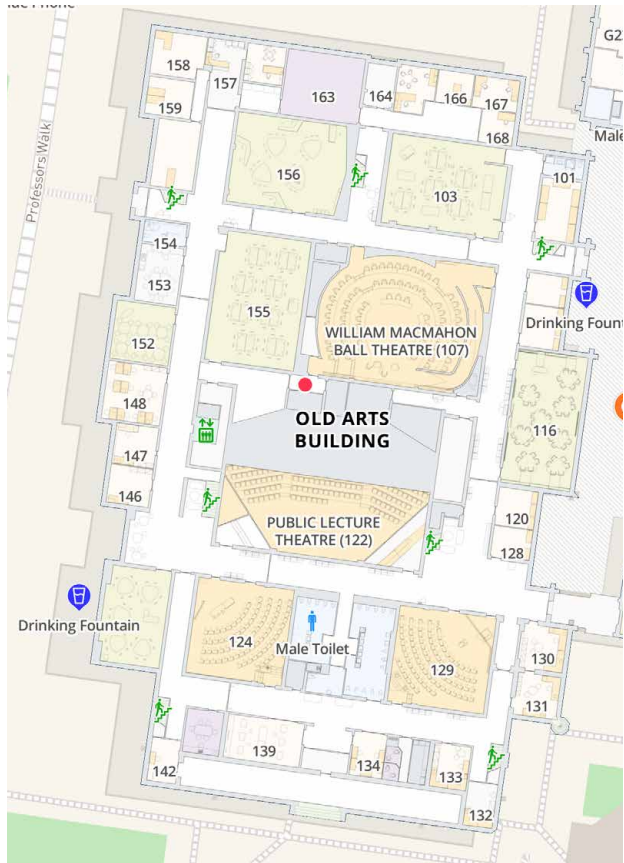 158
157
163
164
166
167
159
168
G2
Male
156
103
101
Professors Walk
154
153
155
WILLIAM MACMAHON
BALL THEATRE (107)
Drinking Fount
152
148
OLD ARTS
BUILDING
116
147
146
PUBLIC LECTURE
THEATRE (122)
120
128
Drinking Fountain
124
Male Toilet
129
130
131
139
134
133
142
132